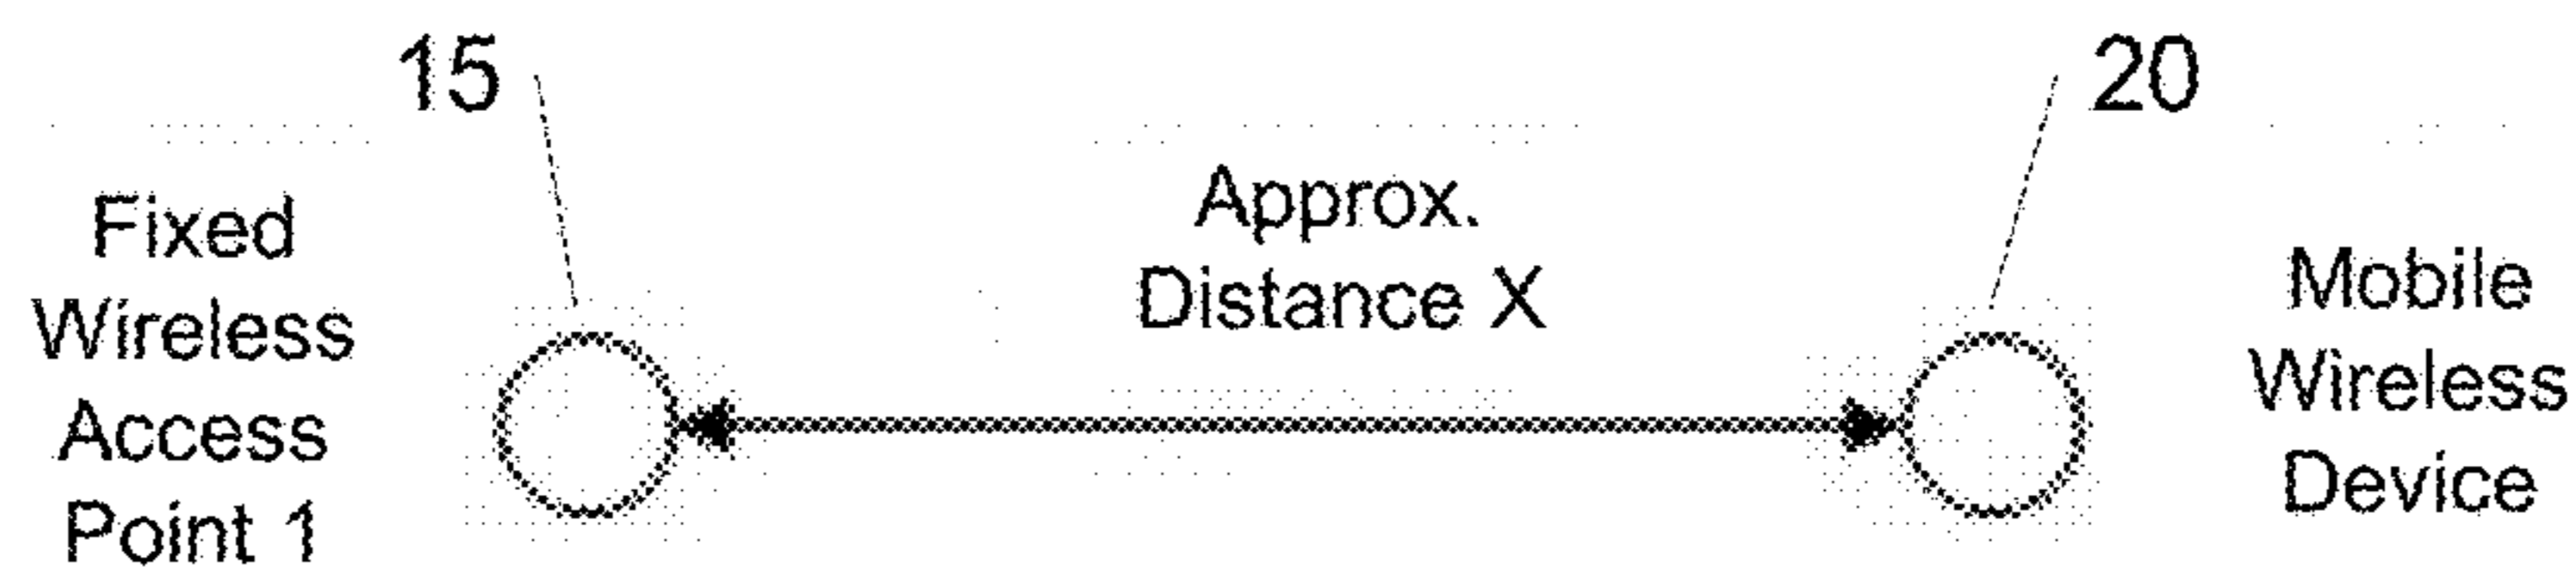 15
20
Fixed
Wireless
Access
Point 1
Approx.
Distance X
Mobile
Wireless
Device